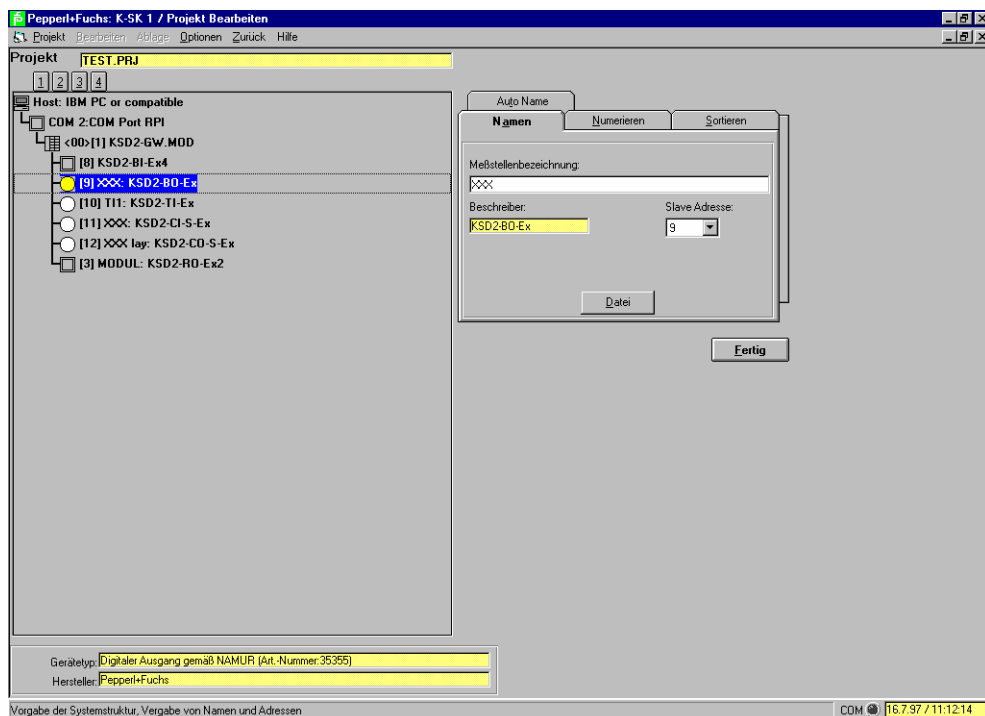 Pepperl+Fuchs: K-SK 1 / Projekt Bearbeiten
Projekt Bearbeiten Ablage Optionen Zurück Hilfe
Projekt TEST.PRJ
1 2 3 4
Host: IBM PC or compatible
COM 2:COM Port RPI
<00>[1] KSD2-GW.MOD
[8] KSD2-BI-Ex4
[9] XXX: KSD2-BO-Ex
[10] TI1: KSD2-TI-Ex
[11] XXX: KSD2-CI-S-Ex
[12] XXX lay: KSD2-CO-S-Ex
[3] MODUL: KSD2-RO-Ex2
Auto Name
Namen Numerieren Sortieren
Meßstellenbezeichnung:
XXX
Beschreiber: Slave Adresse:
KSD2-BO-Ex 9
Datei
Fertig
Gerätetyp: Digitaler Ausgang gemäß NAMUR (Art.-Nummer:35355)
Hersteller: Pepperl+Fuchs
Vorgabe der Systemstruktur, Vergabe von Namen und Adressen COM 16.7.97 / 11:12:14